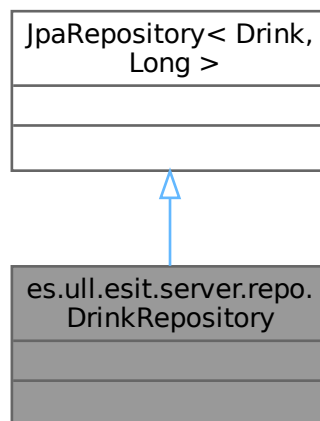 JpaRepository< Drink,
Long >
es.ull.esit.server.repo.
DrinkRepository